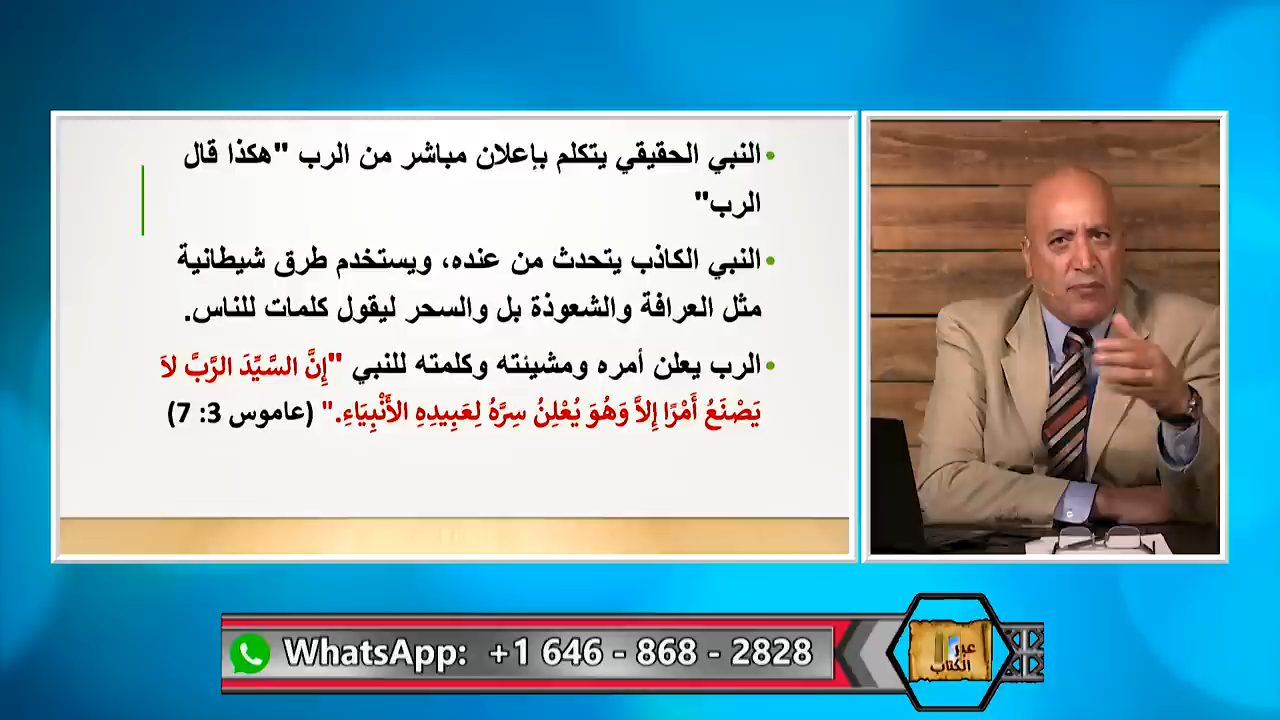 • النبي الحقيقي يتكلم بإعلان مباشر من الرب "هكذا قال
الرب"
• النبي الكاذب يتحدث من عنده، ويستخدم طرق شيطانية
مثل العرافة والشعوذة بل والسحر ليقول كلمات للناس.
• الرب يعلن أمره ومشيئته وكلمته للنبي "إِنَّ السَّيِّدَ الرَّبَّ لاَ
يَصْنَعُ أَمْرًا إِلاَّ وَهُوَ يُعْلِنُ سِرَّهُ لِعَبِيدِهِ الأَنْبِيَاءِ." (عاموس 3: 7)
WhatsApp: +1 646 - 868 - 2828
عبر
الكتاب